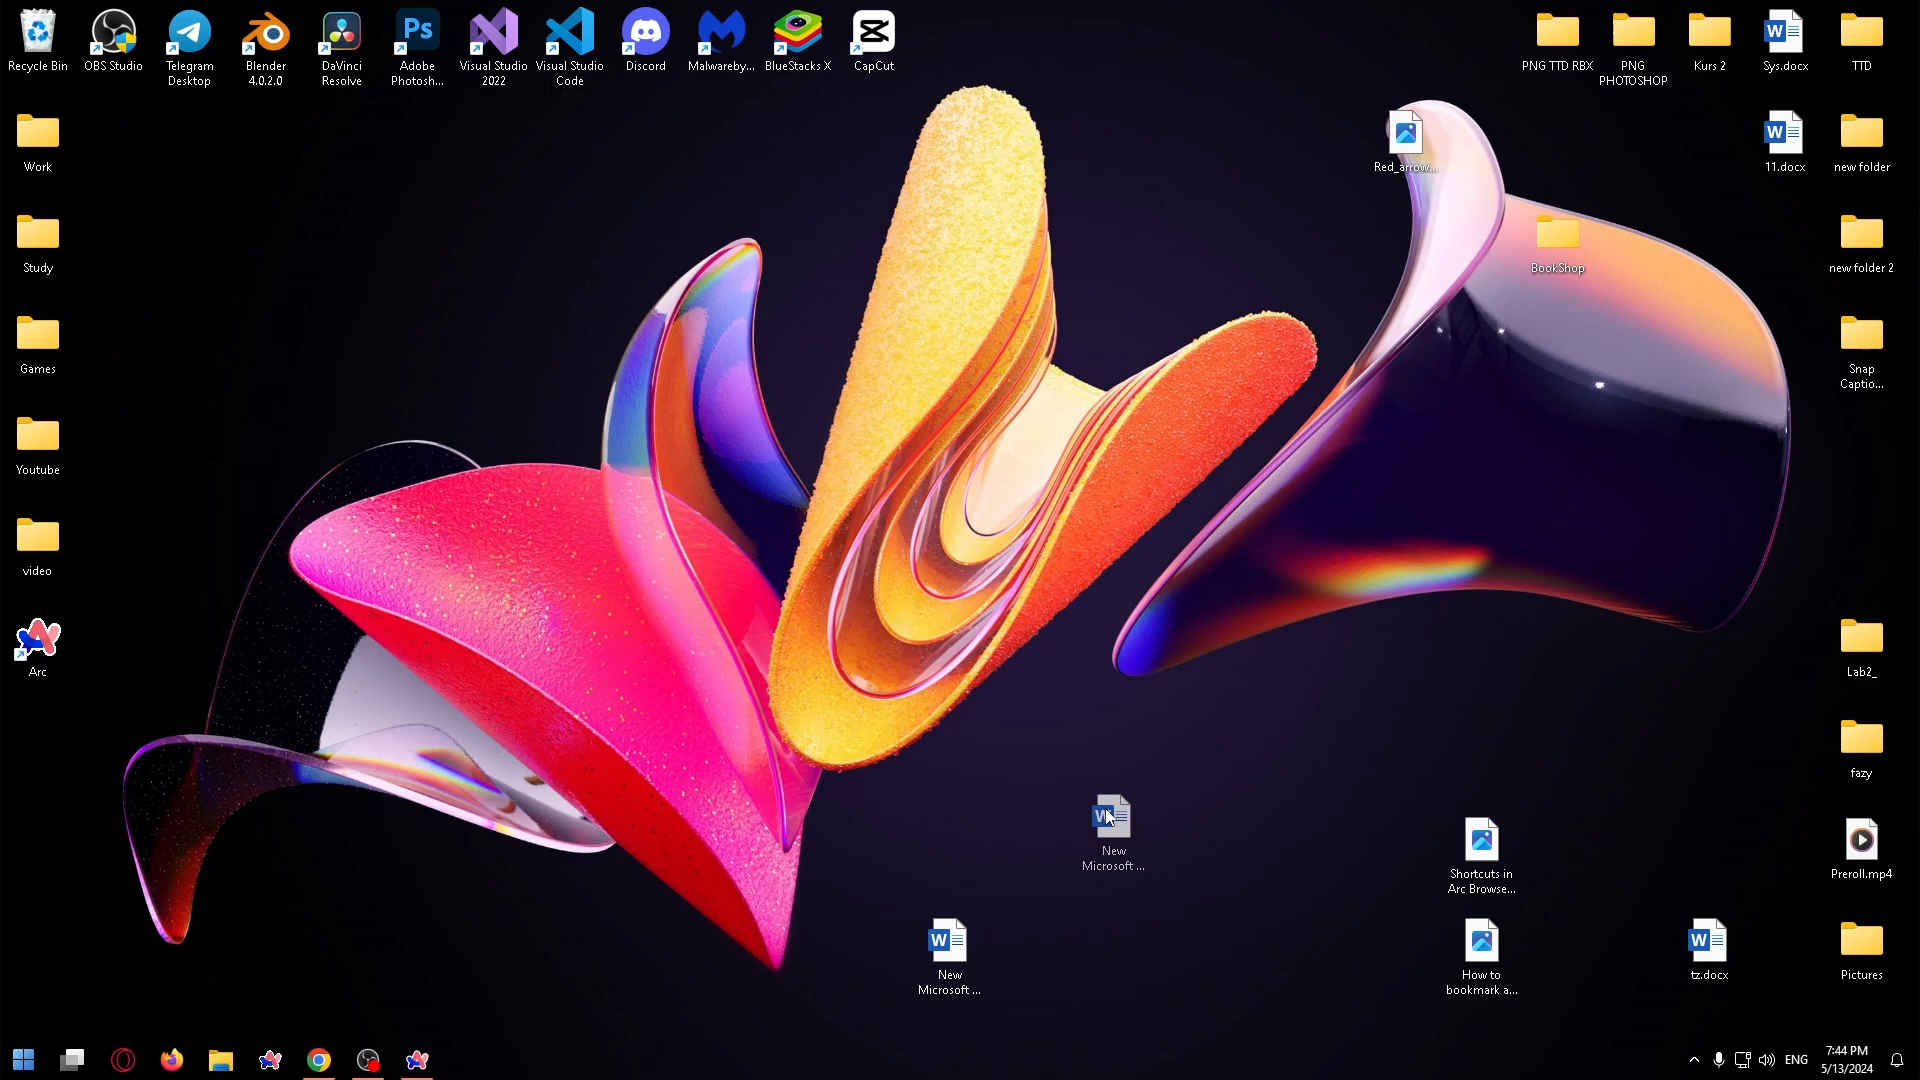 Recycle Bin
OBS Studio
Telegram
Desktop
Blender
4.0.2.0
DaVinci
Resolve
Ps
Adobe
Photosh...
Visual Studio
2022
Visual Studio
Code
Discord
Malwareby...
BlueStacks X
CapCut
PNG TTD RBX
PNG
PHOTOSHOP
Kurs 2
W
Sys.docx
TTD
Work
Red_arrow...
W
11.docx
new folder
Study
BookShop
new folder 2
Games
Snap
Captio...
Youtube
video
Arc
Lab2_
fazy
W
New
Microsoft ...
Shortcuts in
Arc Browse...
Preroll.mp4
W
New
Microsoft ...
How to
bookmark a...
W
tz.docx
Pictures
ENG
7:44 PM
5/13/2024